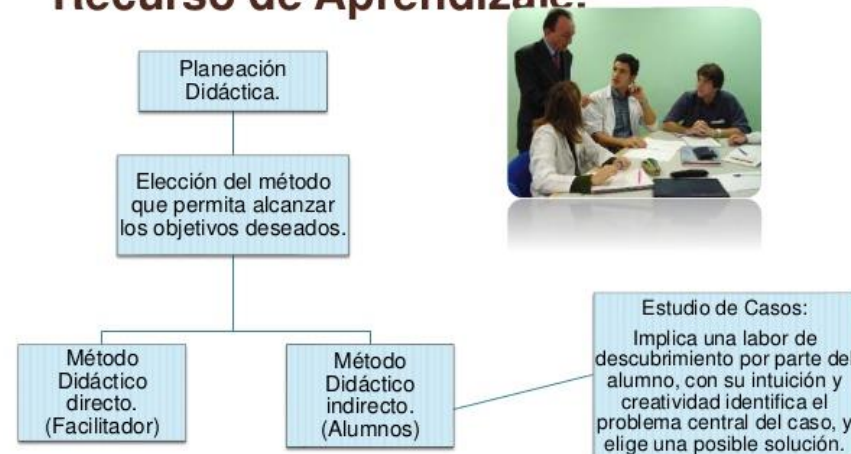 Recurso de Aprendizaje.
Planeación
Didáctica.
Elección del método
que permita alcanzar
los objetivos deseados.
Método
Didáctico
directo.
(Facilitador)
Método
Didáctico
indirecto.
(Alumnos)
Estudio de Casos:
Implica una labor de
descubrimiento por parte del
alumno, con su intuición y
creatividad identifica el
problema central del caso, y
elige una posible solución.